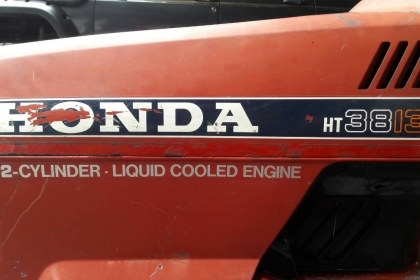 HONDA HT3813
2-CYLINDER · LIQUID COOLED ENGINE